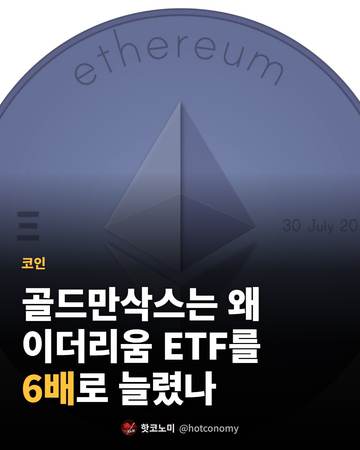 ethereum
30 July 20
코인
골드만삭스는 왜
이더리움 ETF를
6배로 늘렸나
핫코노미 @hotconomy